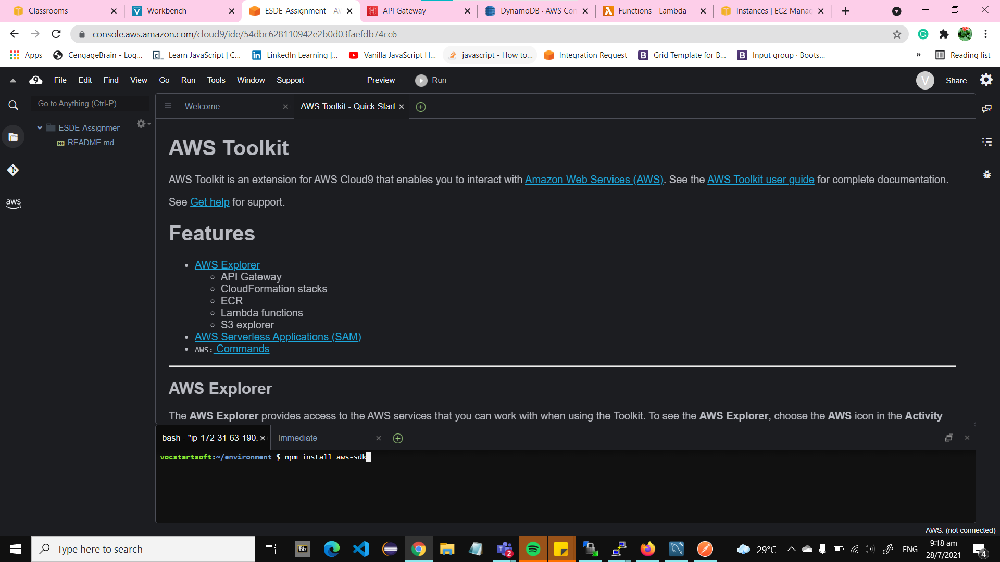 Classrooms
Workbench
ESDE-Assignment - AW
API Gateway
DynamoDB · AWS Con
Functions - Lambda
Instances | EC2 Manag
console.aws.amazon.com/cloud9/ide/54dbc628110942e2b0d03faefdb74cc6
Apps
CengageBrain - Log...
Learn JavaScript | C...
LinkedIn Learning |...
Vanilla JavaScript H...
javascript - How to...
Integration Request
Grid Template for B...
Input group · Boots...
»
Reading list
File Edit Find View Go Run Tools Window Support Preview Run
V
Share
Go to Anything (Ctrl-P)
Welcome
AWS Toolkit - Quick Start
ESDE-Assignmer
README.md
aws
AWS Toolkit
AWS Toolkit is an extension for AWS Cloud9 that enables you to interact with Amazon Web Services (AWS). See the AWS Toolkit user guide for complete documentation.
See Get help for support.
Features
AWS Explorer
API Gateway
CloudFormation stacks
ECR
Lambda functions
S3 explorer
AWS Serverless Applications (SAM)
AWS: Commands
AWS Explorer
The AWS Explorer provides access to the AWS services that you can work with when using the Toolkit. To see the AWS Explorer, choose the AWS icon in the Activity
bash - "ip-172-31-63-190.
Immediate
vocstartsoft:~/environment $ npm install aws-sdk
AWS: (not connected)
Type here to search
Bb
2
29°C
ENG
9:18 am
28/7/2021
4